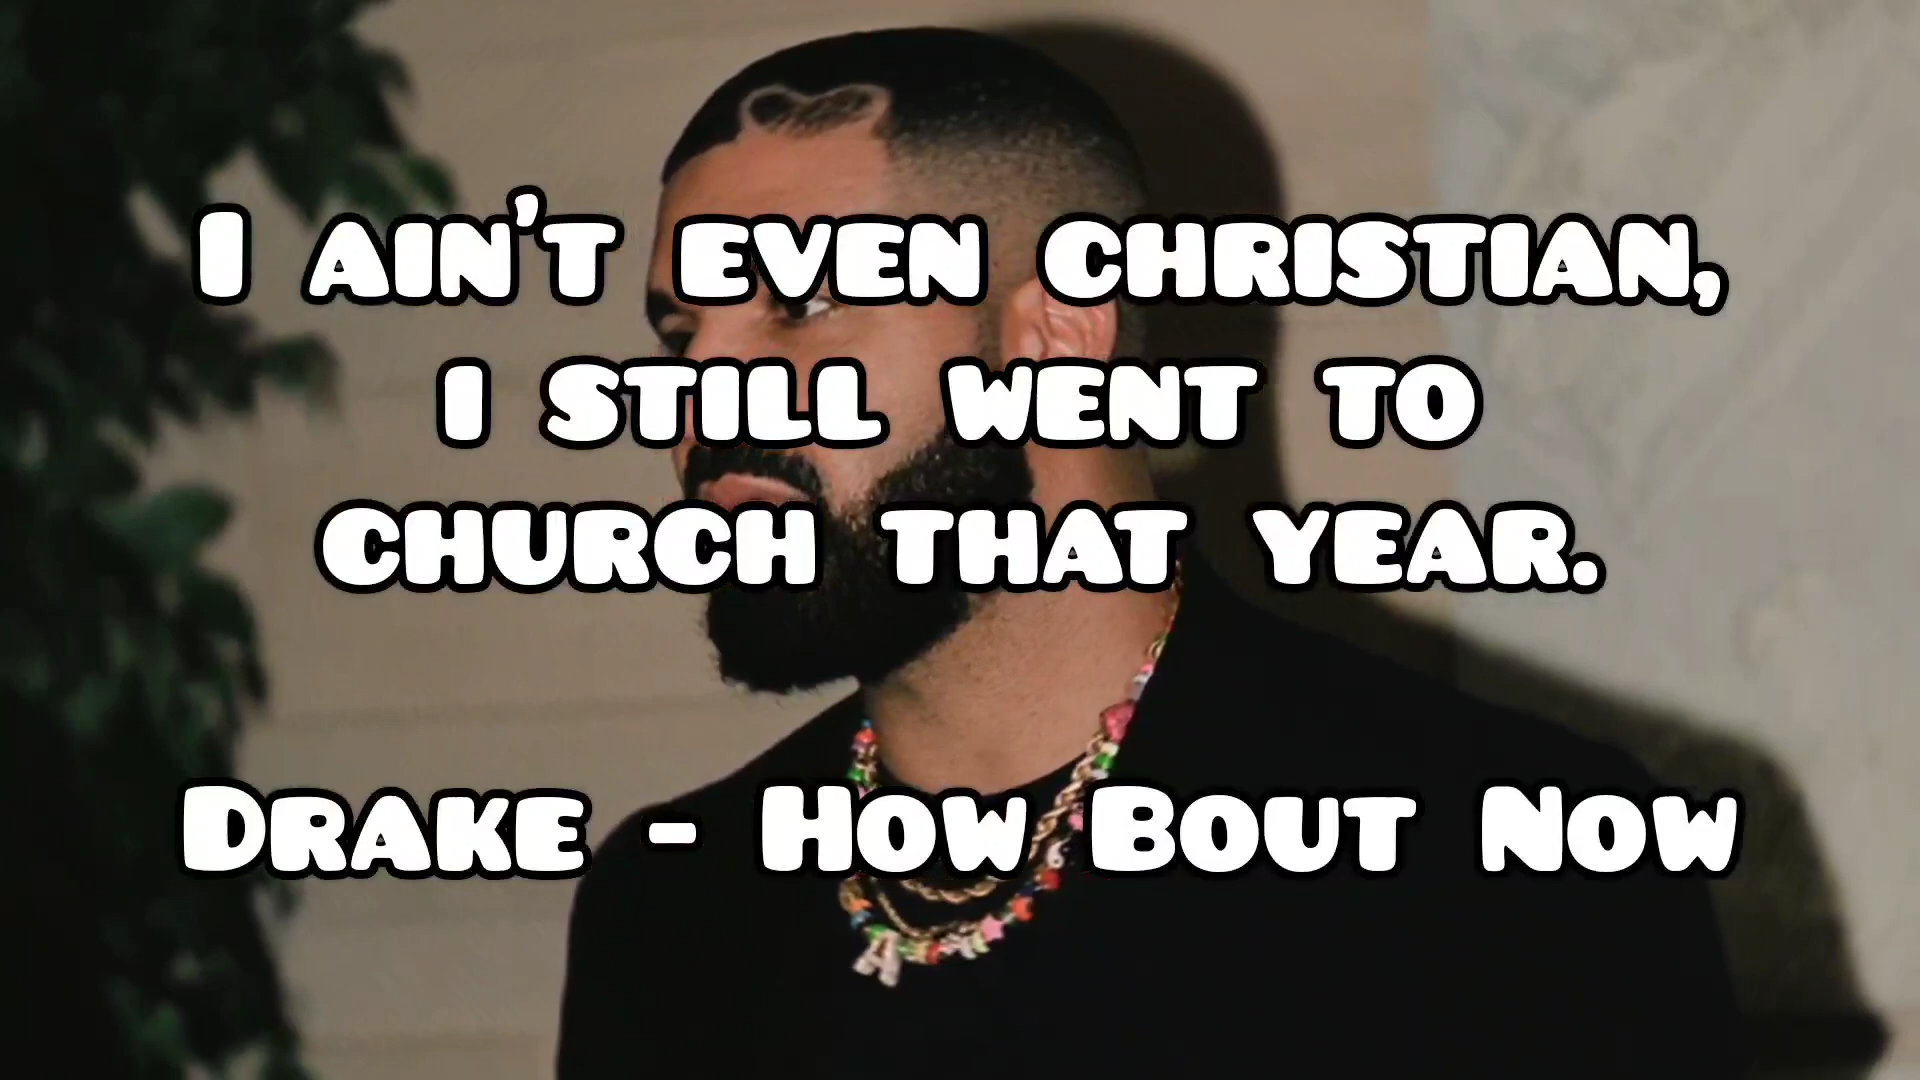 I ain't even christian,
i still went to
church that year.
Drake - How Bout Now
A